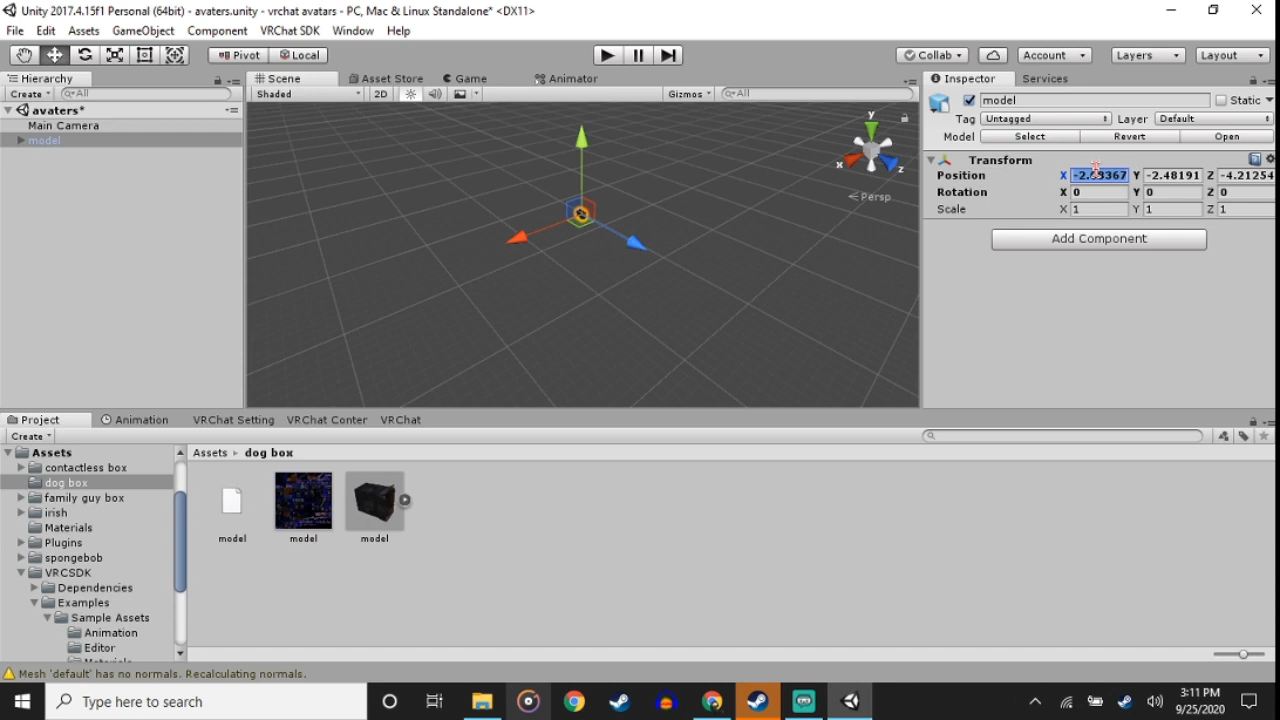 Unity 2017.4.15f1 Personal (64bit) - avaters.unity - vrchat avatars - PC, Mac & Linux Standalone* <DX11>
File Edit Assets GameObject Component VRChat SDK Window Help
Pivot Local Collab Account Layers Layout
Hierarchy Scene Asset Store Game Animator Inspector Services
Create All Shaded 2D Gizmos All
avaters*
Main Camera
model
y
x
z
Persp
model Static
Tag Untagged Layer Default
Model Select Revert Open
Transform
Position X Y -2.48191 Z -4.21254
Rotation X 0 Y 0 Z 0
Scale X 1 Y 1 Z 1
Add Component
Project Animation VRChat Setting VRChat Center VRChat
Create
Assets
contactless box
dog box
family guy box
irish
Materials
Plugins
spongebob
VRCSDK
Dependencies
Examples
Sample Assets
Animation
Editor
Assets dog box
model model model
Mesh 'default' has no normals. Recalculating normals.
Type here to search
3:11 PM
9/25/2020